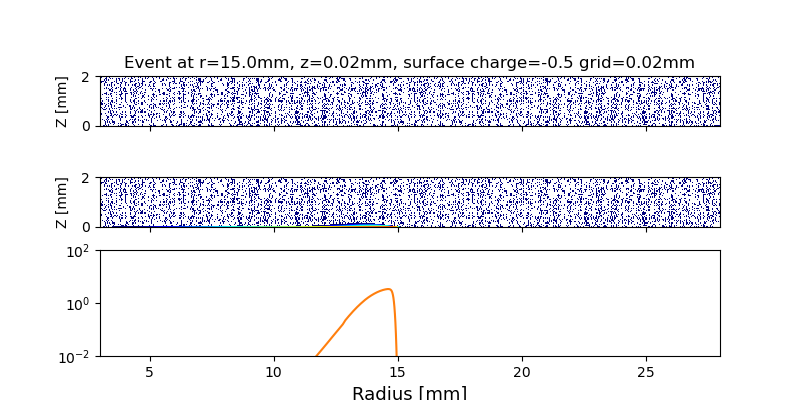 Event at r=15.0mm, z=0.02mm, surface charge=-0.5 grid=0.02mm
2
Z [mm]
0
2
Z [mm]
0
10²
10⁰
10⁻²
5 10 15 20 25
Radius [mm]